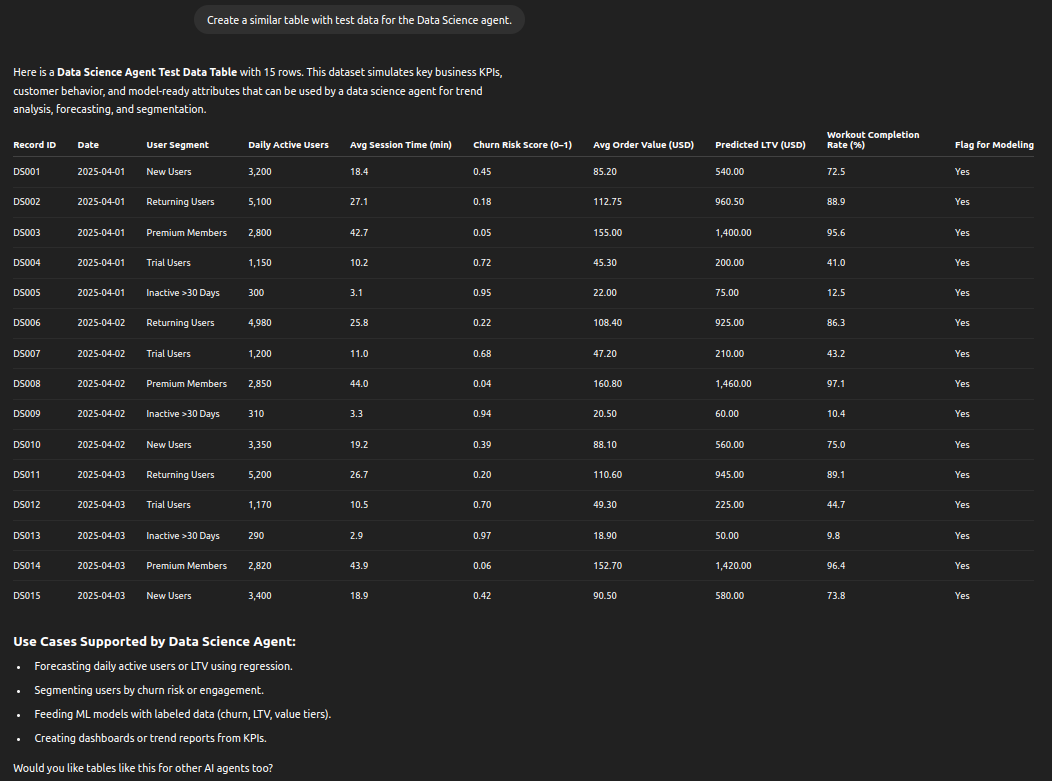 Create a similar table with test data for the Data Science agent.
Here is a Data Science Agent Test Data Table with 15 rows. This dataset simulates key business KPIs,
customer behavior, and model-ready attributes that can be used by a data science agent for trend
analysis, forecasting, and segmentation.
Record ID Date User Segment Daily Active Users Avg Session Time (min) Churn Risk Score (0–1) Avg Order Value (USD) Predicted LTV (USD) Workout Completion Rate (%) Flag for Modeling
DS001 2025-04-01 New Users 3,200 18.4 0.45 85.20 540.00 72.5 Yes
DS002 2025-04-01 Returning Users 5,100 27.1 0.18 112.75 960.50 88.9 Yes
DS003 2025-04-01 Premium Members 2,800 42.7 0.05 155.00 1,400.00 95.6 Yes
DS004 2025-04-01 Trial Users 1,150 10.2 0.72 45.30 200.00 41.0 Yes
DS005 2025-04-01 Inactive >30 Days 300 3.1 0.95 22.00 75.00 12.5 Yes
DS006 2025-04-02 Returning Users 4,980 25.8 0.22 108.40 925.00 86.3 Yes
DS007 2025-04-02 Trial Users 1,200 11.0 0.68 47.20 210.00 43.2 Yes
DS008 2025-04-02 Premium Members 2,850 44.0 0.04 160.80 1,460.00 97.1 Yes
DS009 2025-04-02 Inactive >30 Days 310 3.3 0.94 20.50 60.00 10.4 Yes
DS010 2025-04-02 New Users 3,350 19.2 0.39 88.10 560.00 75.0 Yes
DS011 2025-04-03 Returning Users 5,200 26.7 0.20 110.60 945.00 89.1 Yes
DS012 2025-04-03 Trial Users 1,170 10.5 0.70 49.30 225.00 44.7 Yes
DS013 2025-04-03 Inactive >30 Days 290 2.9 0.97 18.90 50.00 9.8 Yes
DS014 2025-04-03 Premium Members 2,820 43.9 0.06 152.70 1,420.00 96.4 Yes
DS015 2025-04-03 New Users 3,400 18.9 0.42 90.50 580.00 73.8 Yes
Use Cases Supported by Data Science Agent:
• Forecasting daily active users or LTV using regression.
• Segmenting users by churn risk or engagement.
• Feeding ML models with labeled data (churn, LTV, value tiers).
• Creating dashboards or trend reports from KPIs.
Would you like tables like this for other AI agents too?